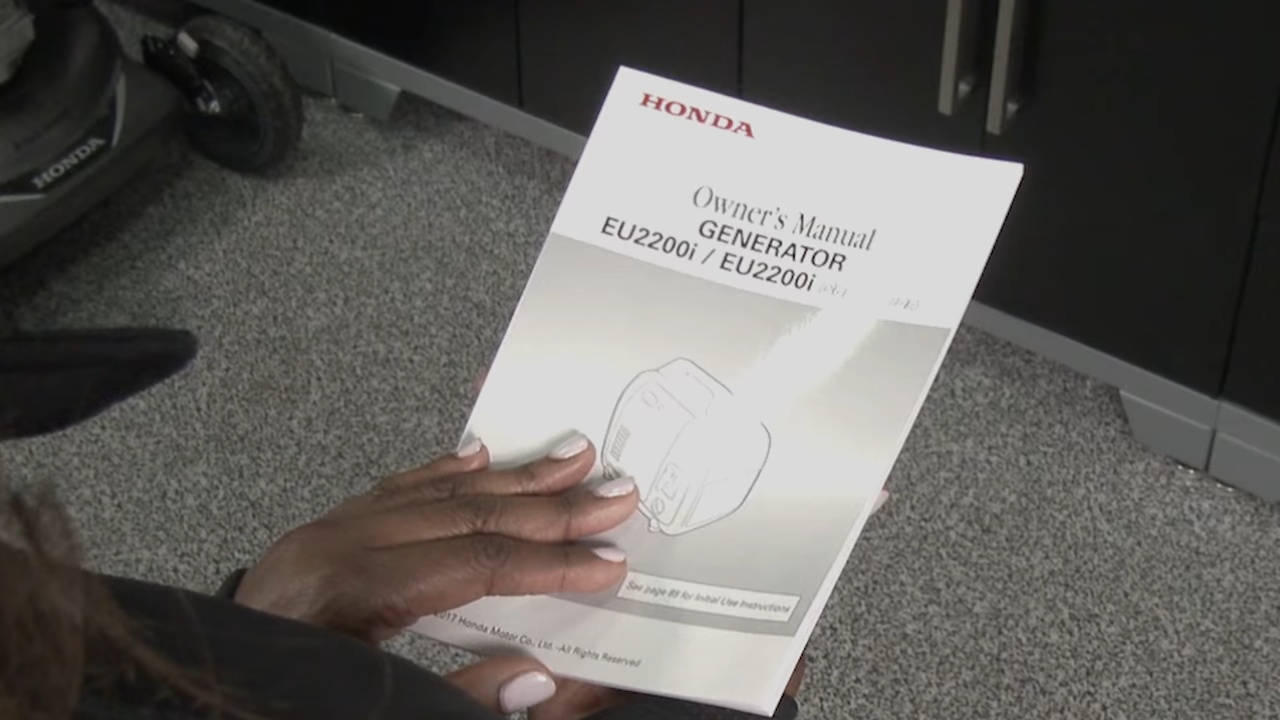 HONDA
HONDA
Owner's Manual
GENERATOR
EU2200i / EU2200i
See page 89 for Initial Use Instructions
2017 Honda Motor Co., Ltd. -All Rights Reserved